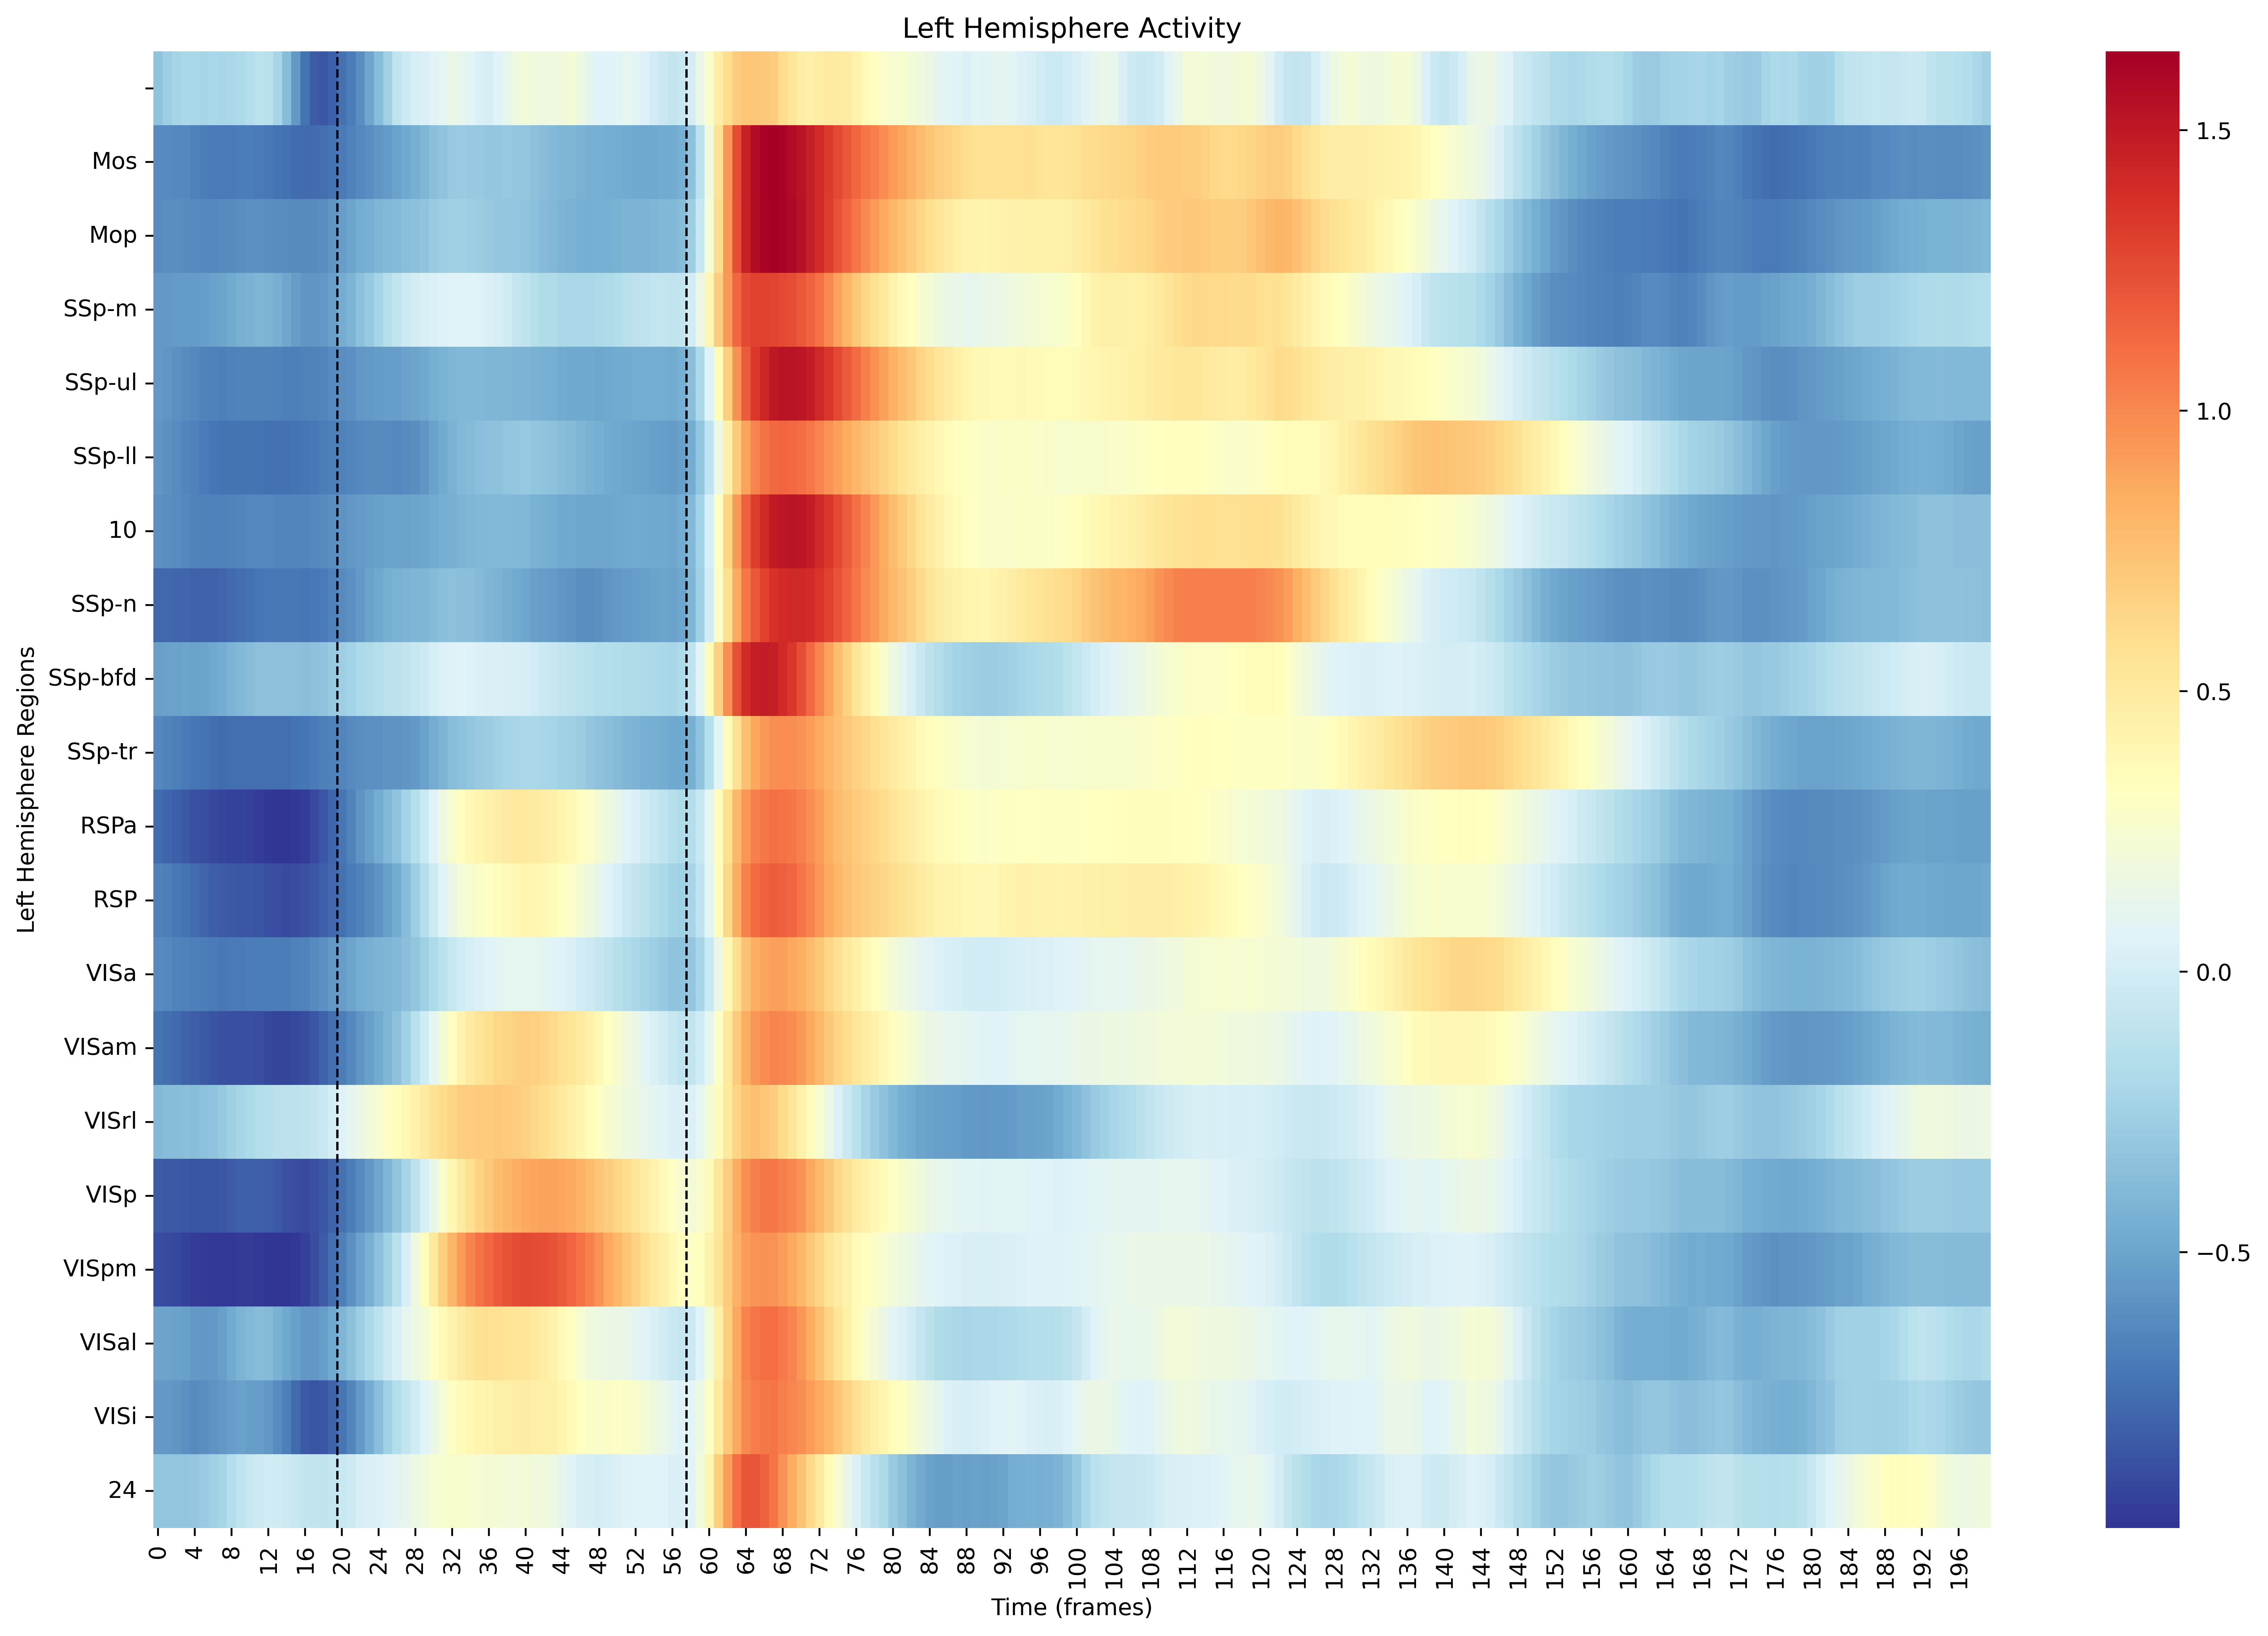 Left Hemisphere Activity
Left Hemisphere Regions
Mos
Mop
SSp-m
SSp-ul
SSp-ll
10
SSp-n
SSp-bfd
SSp-tr
RSPa
RSP
VISa
VISam
VISrl
VISp
VISpm
VISal
VISi
24
0 4 8 12 16 20 24 28 32 36 40 44 48 52 56 60 64 68 72 76 80 84 88 92 96 100 104 108 112 116 120 124 128 132 136 140 144 148 152 156 160 164 168 172 176 180 184 188 192 196
Time (frames)
1.5
1.0
0.5
0.0
−0.5